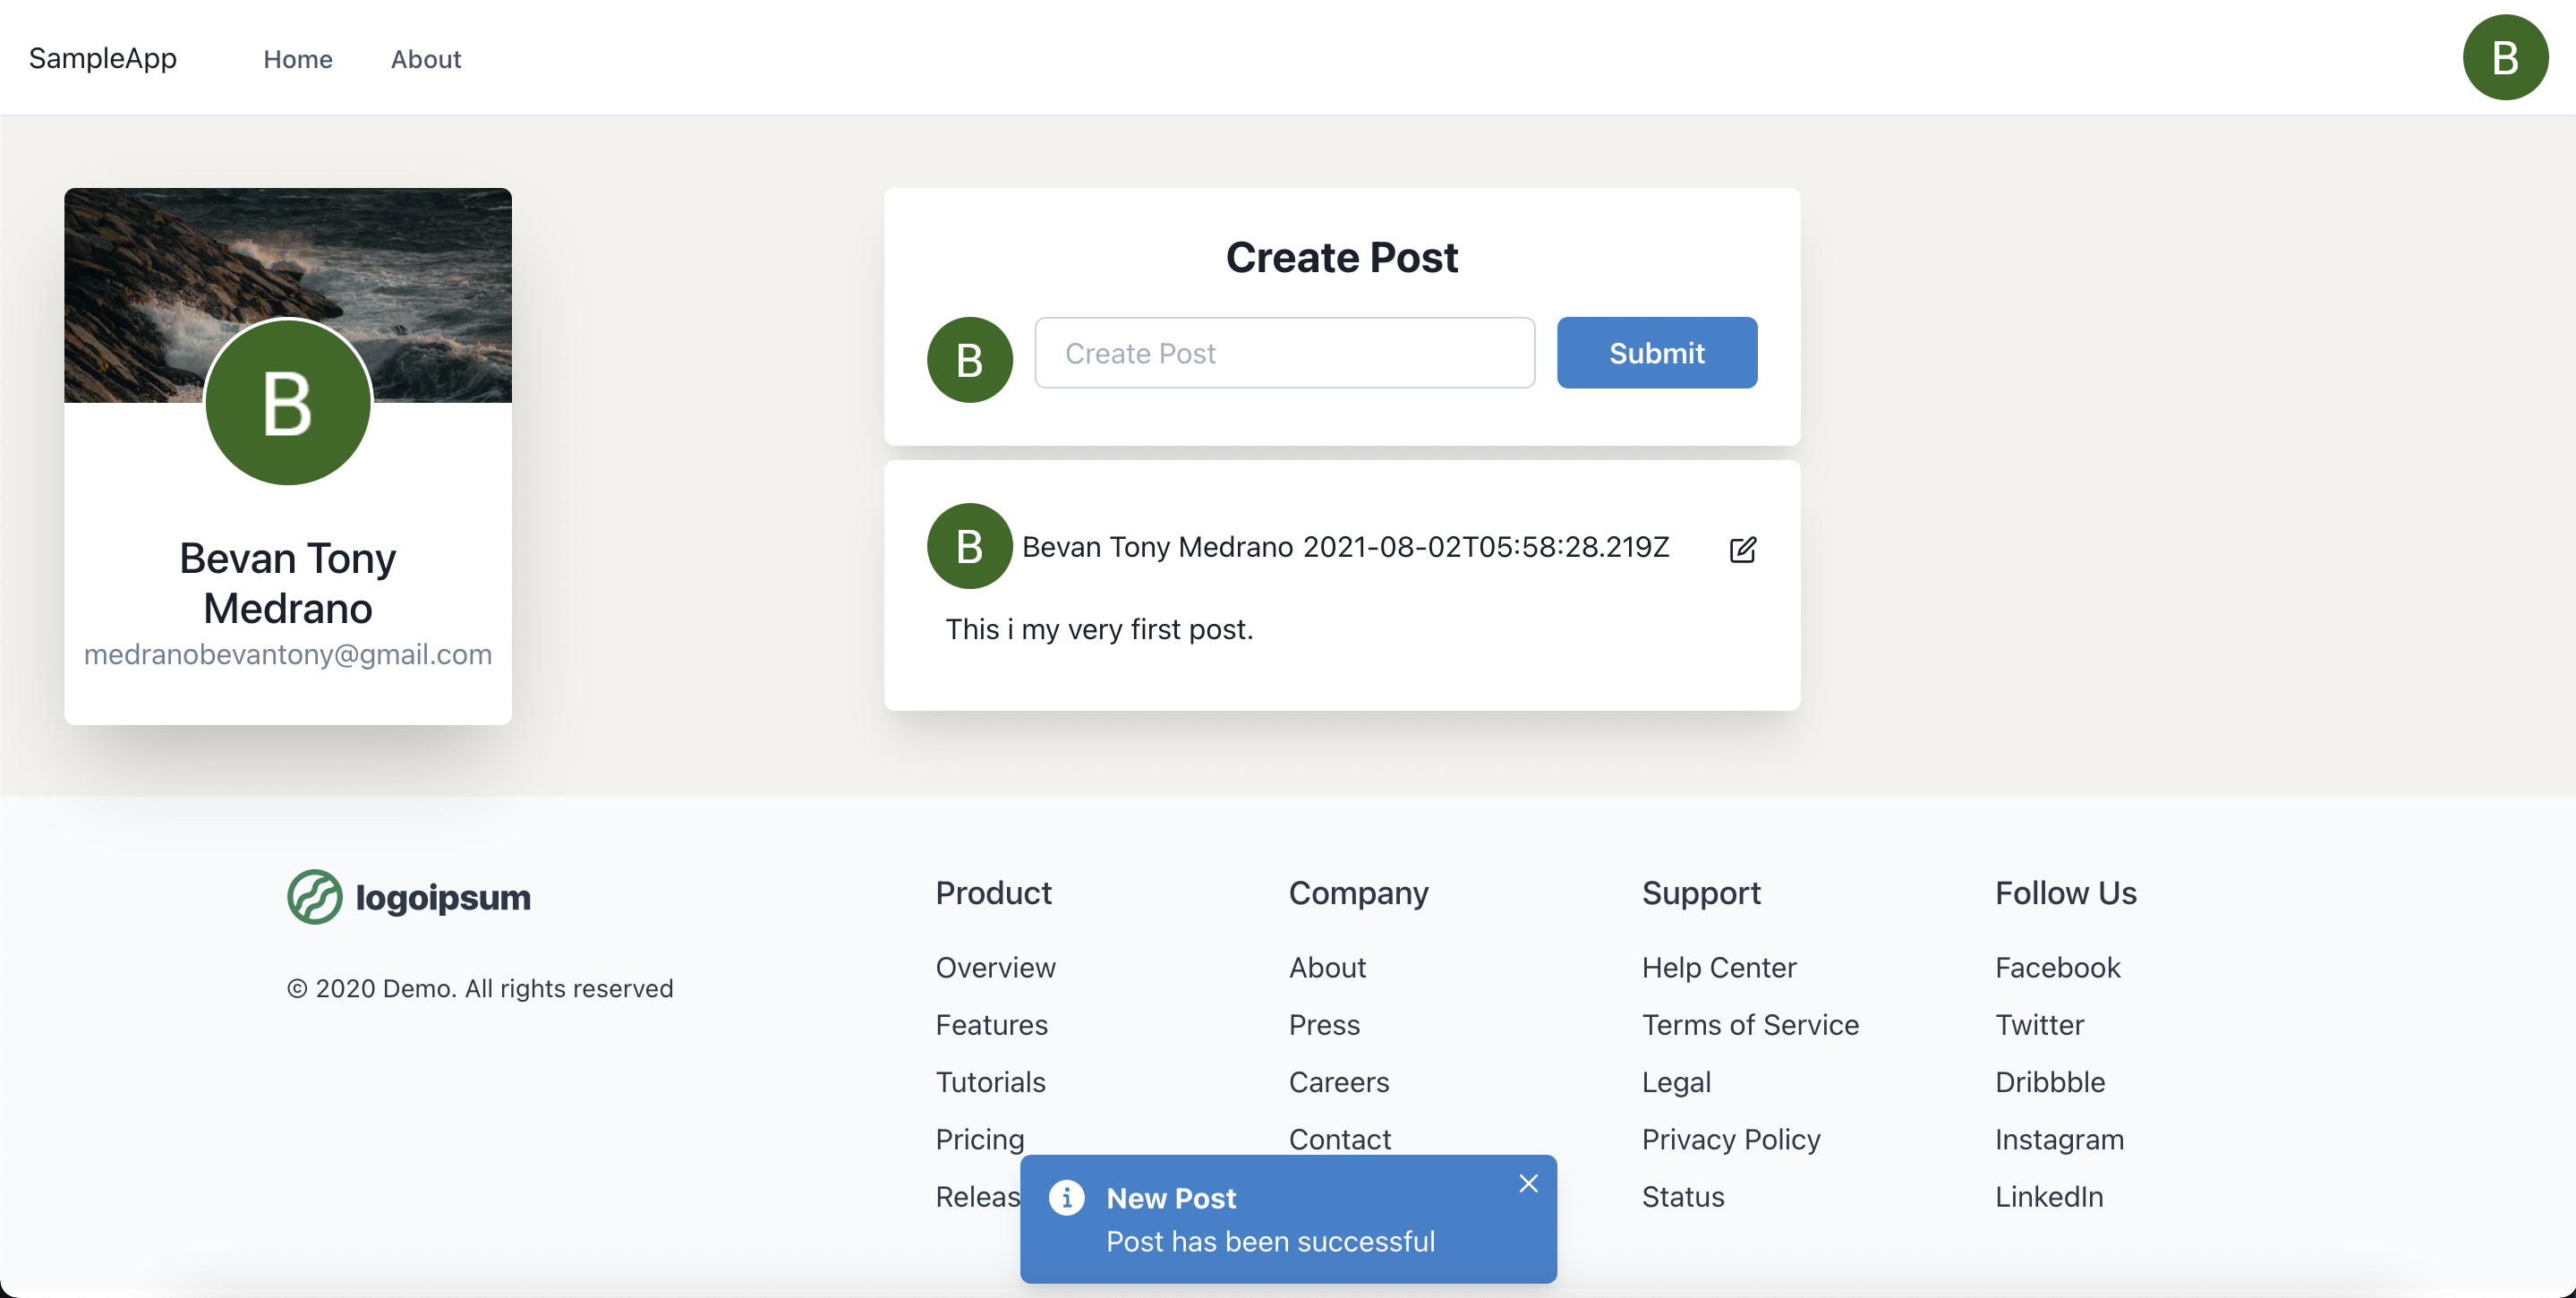 SampleApp Home About B
B
Bevan Tony
Medrano
medranobevantony@gmail.com
Create Post
B Create Post Submit
B Bevan Tony Medrano 2021-08-02T05:58:28.219Z
This i my very first post.
logoipsum
© 2020 Demo. All rights reserved
Product
Overview
Features
Tutorials
Pricing
Releas
Company
About
Press
Careers
Contact
Support
Help Center
Terms of Service
Legal
Privacy Policy
Status
Follow Us
Facebook
Twitter
Dribbble
Instagram
LinkedIn
New Post
Post has been successful